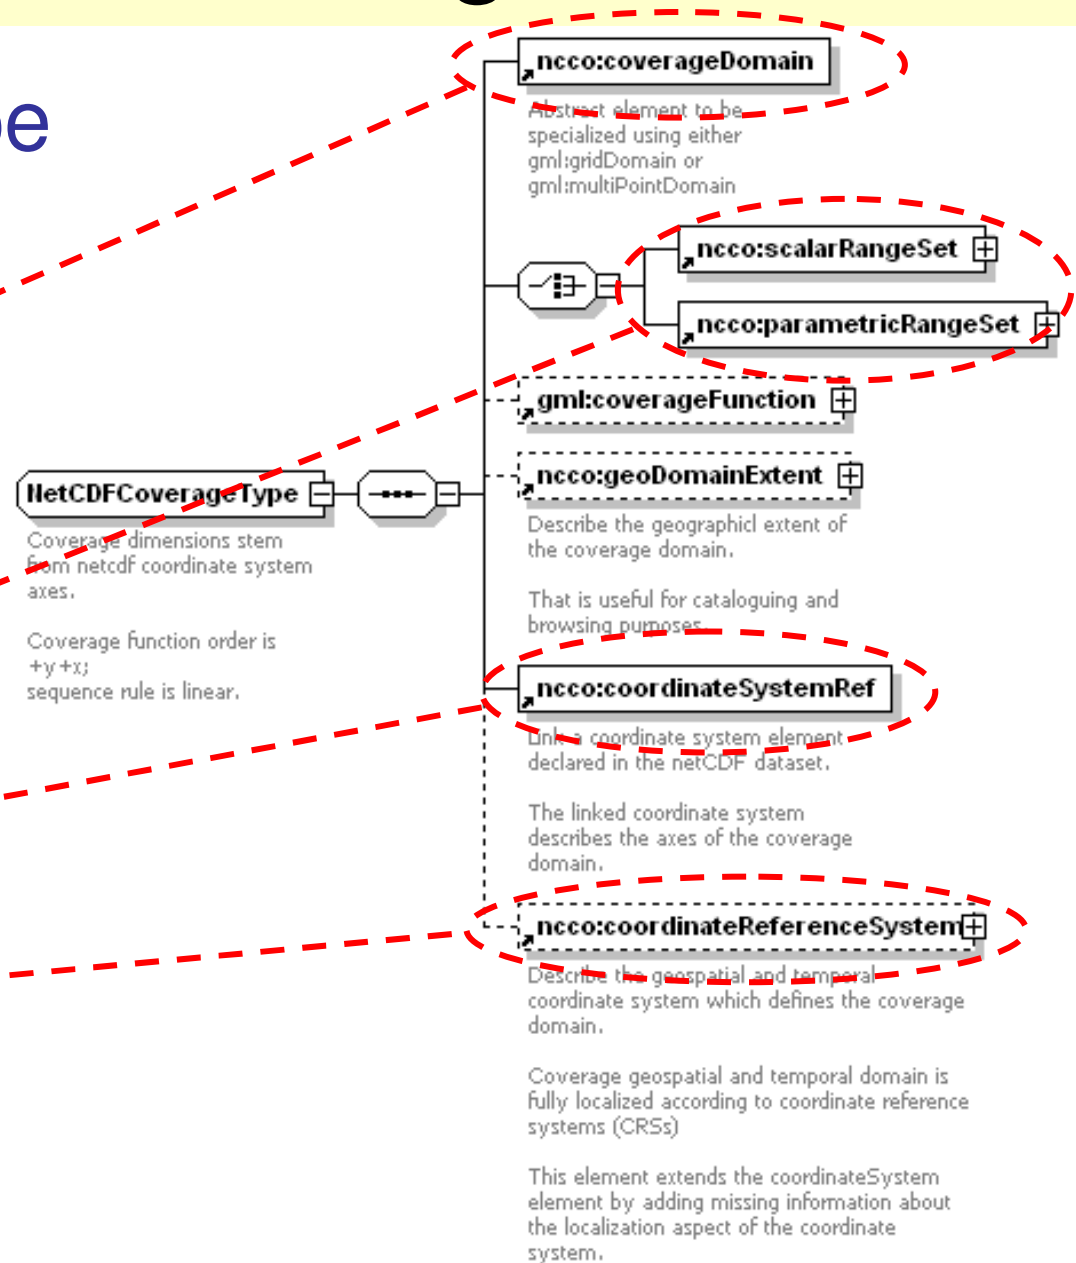 ncco:coverageDomain
Abstract element to be
specialized using either
gml:gridDomain or
gml:multiPointDomain
ncco:scalarRangeSet
ncco:parametricRangeSet
gml:coverageFunction
ncco:geoDomainExtent
Describe the geographicl extent of
the coverage domain.
That is useful for cataloguing and
browsing purposes.
NetCDFCoverageType
Coverage dimensions stem
from netcdf coordinate system
axes.
Coverage function order is
+y+x;
sequence rule is linear.
ncco:coordinateSystemRef
Link a coordinate system element
declared in the netCDF dataset.
The linked coordinate system
describes the axes of the coverage
domain.
ncco:coordinateReferenceSystem
Describe the geospatial and temporal
coordinate system which defines the coverage
domain.
Coverage geospatial and temporal domain is
fully localized according to coordinate reference
systems (CRSs)
This element extends the coordinateSystem
element by adding missing information about
the localization aspect of the coordinate
system.